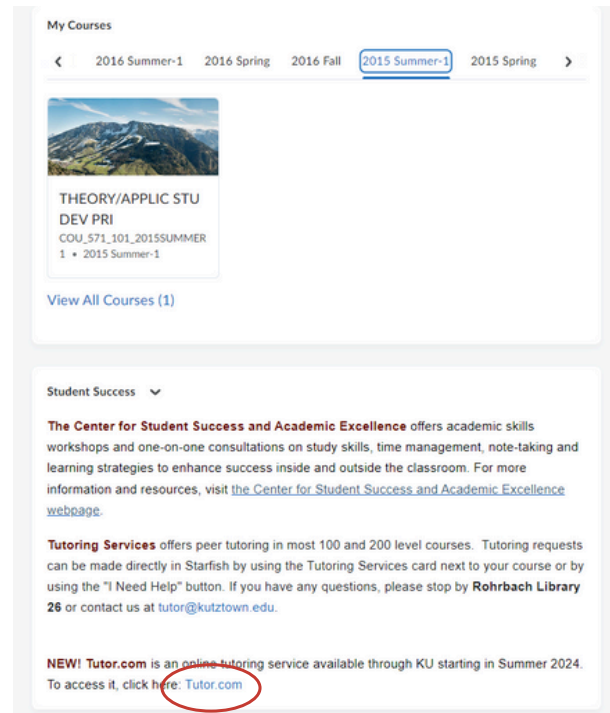 My Courses
2016 Summer-1 2016 Spring 2016 Fall 2015 Summer-1 2015 Spring
THEORY/APPLIC STU
DEV PRI
COU_571_101_2015SUMMER
1 • 2015 Summer-1
View All Courses (1)
Student Success
The Center for Student Success and Academic Excellence offers academic skills
workshops and one-on-one consultations on study skills, time management, note-taking and
learning strategies to enhance success inside and outside the classroom. For more
information and resources, visit the Center for Student Success and Academic Excellence
webpage.
Tutoring Services offers peer tutoring in most 100 and 200 level courses. Tutoring requests
can be made directly in Starfish by using the Tutoring Services card next to your course or by
using the "I Need Help" button. If you have any questions, please stop by Rohrbach Library
26 or contact us at tutor@kutztown.edu.
NEW! Tutor.com is an online tutoring service available through KU starting in Summer 2024.
To access it, click here: Tutor.com